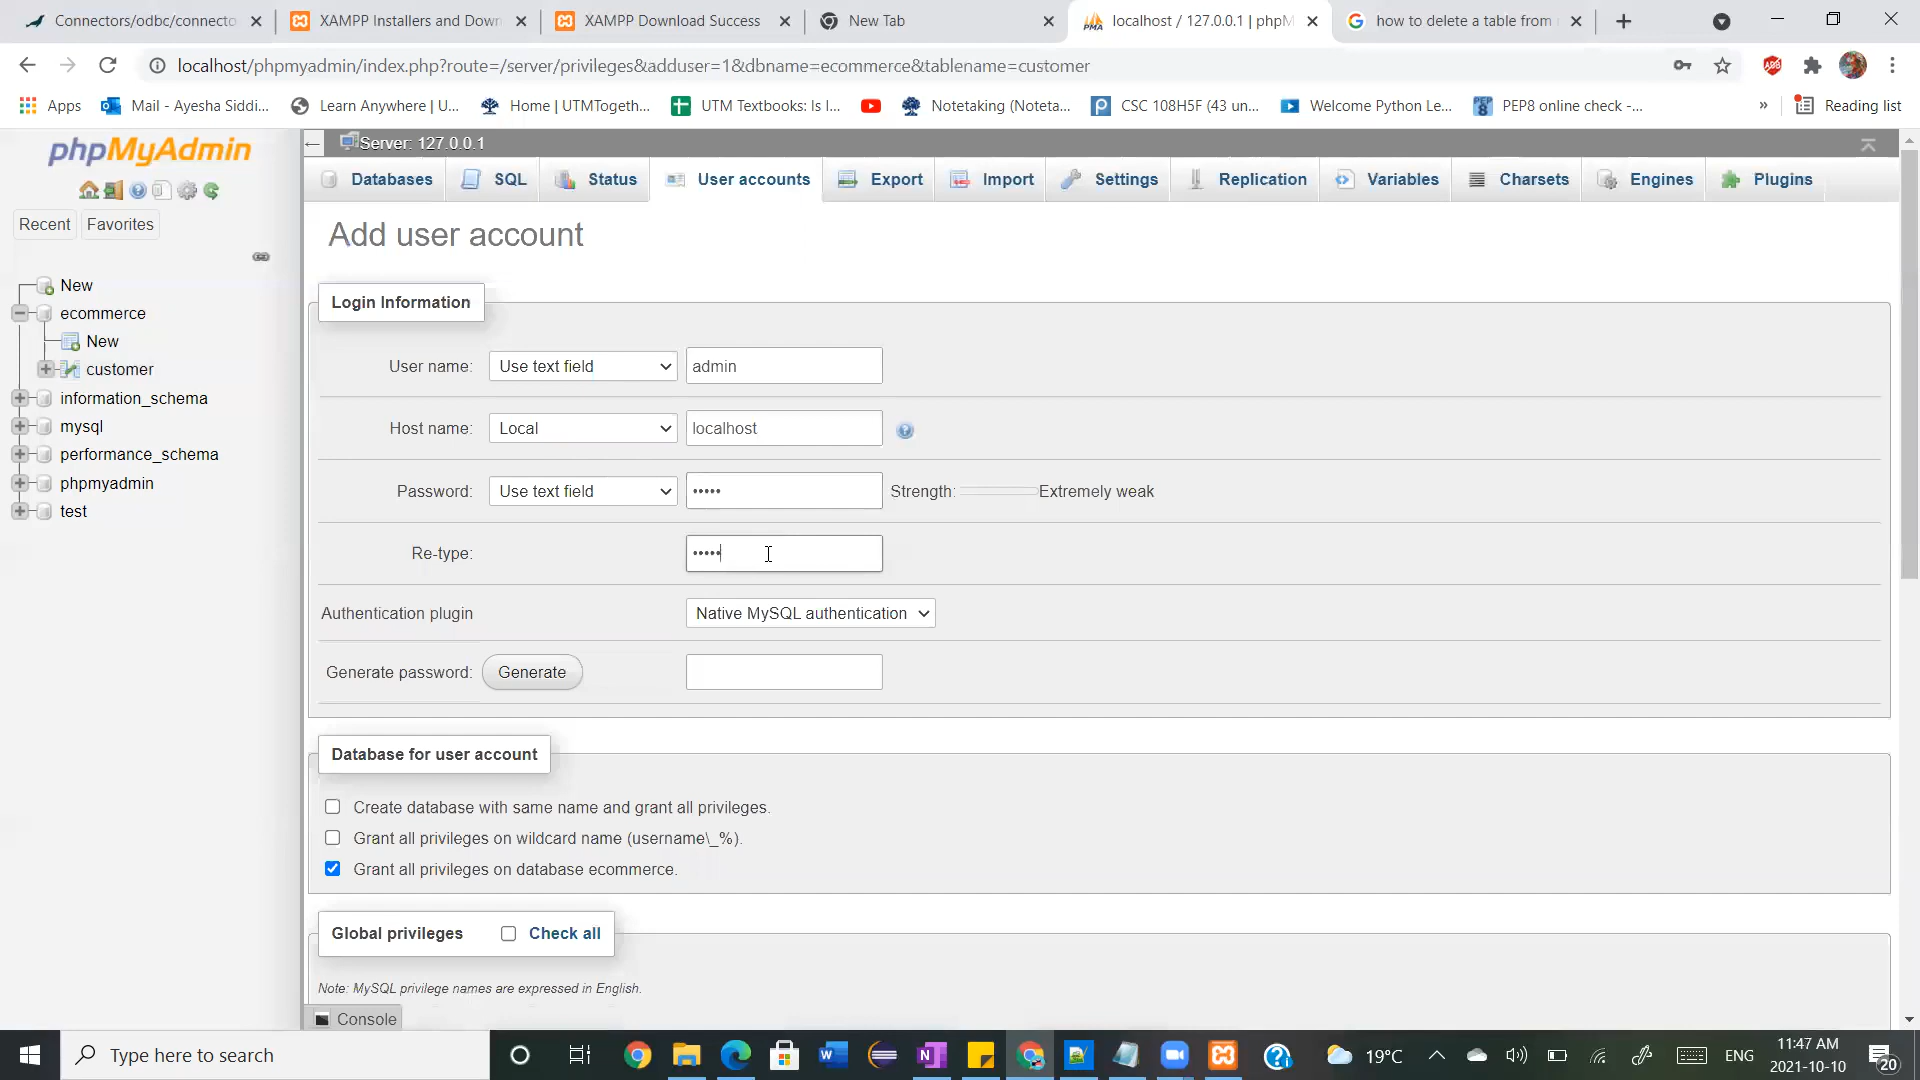 Connectors/odbc/connecto
XAMPP Installers and Down
XAMPP Download Success
New Tab
localhost / 127.0.0.1 | phpM
how to delete a table from
localhost/phpmyadmin/index.php?route=/server/privileges&adduser=1&dbname=ecommerce&tablename=customer
Apps
Mail - Ayesha Siddi...
Learn Anywhere | U...
Home | UTMTogeth...
UTM Textbooks: Is I...
Notetaking (Noteta...
CSC 108H5F (43 un...
Welcome Python Le...
PEP8 online check -...
»
Reading list
phpMyAdmin
Recent
Favorites
New
ecommerce
New
customer
information_schema
mysql
performance_schema
phpmyadmin
test
Server: 127.0.0.1
Databases
SQL
Status
User accounts
Export
Import
Settings
Replication
Variables
Charsets
Engines
Plugins
Add user account
Login Information
User name:
Use text field
admin
Host name:
Local
localhost
Password:
Use text field
•••••
Strength:
Extremely weak
Re-type:
•••••
Authentication plugin
Native MySQL authentication
Generate password:
Generate
Database for user account
Create database with same name and grant all privileges.
Grant all privileges on wildcard name (username\_%).
Grant all privileges on database ecommerce.
Global privileges
Check all
Note: MySQL privilege names are expressed in English.
Console
Type here to search
19°C
ENG
11:47 AM
2021-10-10
20